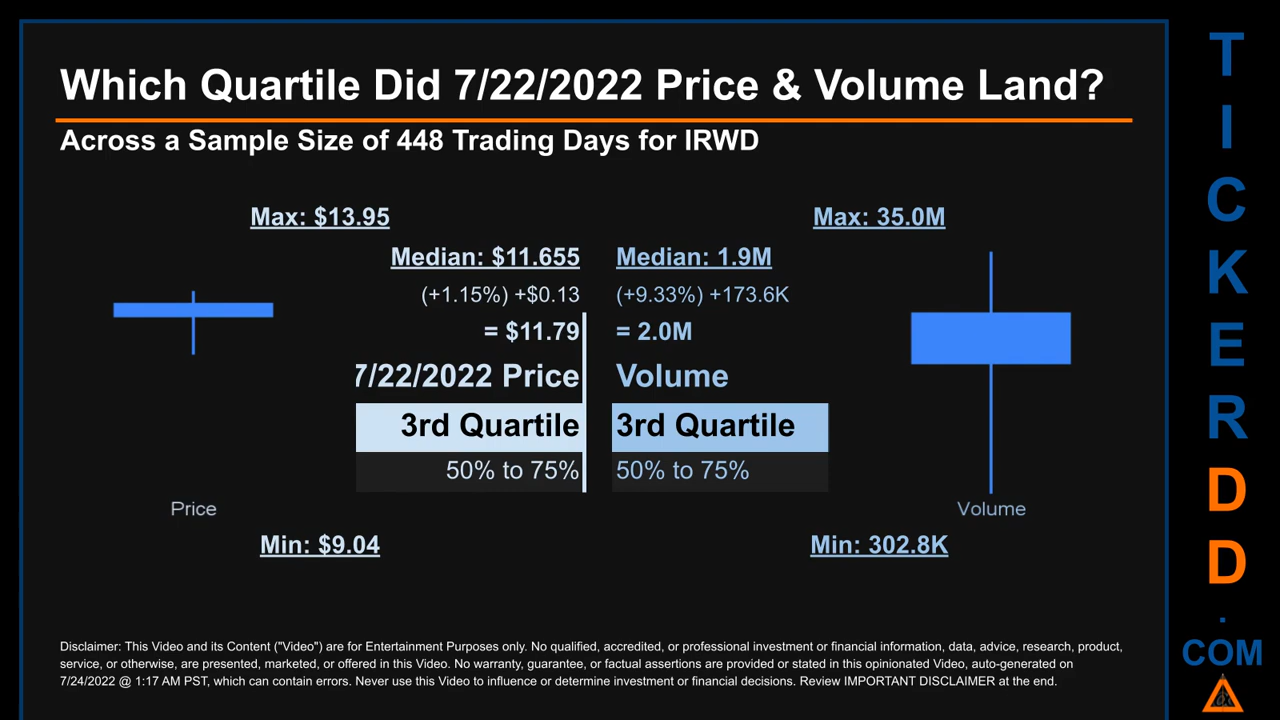 Which Quartile Did 7/22/2022 Price & Volume Land?
Across a Sample Size of 448 Trading Days for IRWD
Max: $13.95
Median: $11.655
(+1.15%) +$0.13
= $11.79
7/22/2022 Price
3rd Quartile
50% to 75%
Price
Min: $9.04
Max: 35.0M
Median: 1.9M
(+9.33%) +173.6K
= 2.0M
Volume
3rd Quartile
50% to 75%
Volume
Min: 302.8K
Disclaimer: This Video and its Content ("Video") are for Entertainment Purposes only. No qualified, accredited, or professional investment or financial information, data, advice, research, product,
service, or otherwise, are presented, marketed, or offered in this Video. No warranty, guarantee, or factual assertions are provided or stated in this opinionated Video, auto-generated on
7/24/2022 @ 1:17 AM PST, which can contain errors. Never use this Video to influence or determine investment or financial decisions. Review IMPORTANT DISCLAIMER at the end.
T
I
C
K
E
R
D
D
.
COM